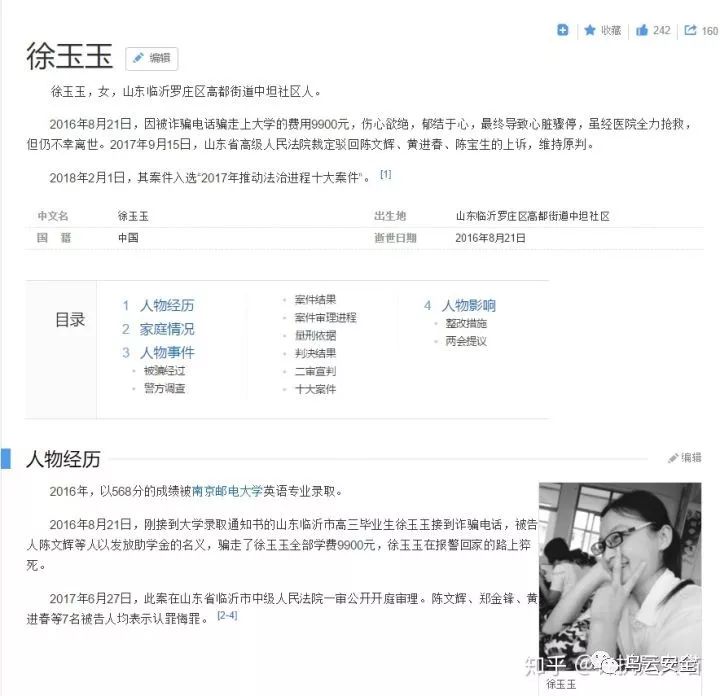 收藏 242 160
徐玉玉 编辑
徐玉玉，女，山东临沂罗庄区高都街道中坦社区人。
2016年8月21日，因被诈骗电话骗走上大学的费用9900元，伤心欲绝，郁结于心，最终导致心脏骤停，虽经医院全力抢救，
但仍不幸离世。2017年9月15日，山东省高级人民法院裁定驳回陈文辉、黄进春、陈宝生的上诉，维持原判。
2018年2月1日，其案件入选“2017年推动法治进程十大案件”。 [1]
中文名 徐玉玉 出生地 山东临沂罗庄区高都街道中坦社区
国 籍 中国 逝世日期 2016年8月21日
目录
1 人物经历
2 家庭情况
3 人物事件
被骗经过
警方调查
案件结果
案件审理进程
量刑依据
判决结果
二审宣判
十大案件
4 人物影响
整改措施
两会提议
人物经历 编辑
2016年，以568分的成绩被南京邮电大学英语专业录取。
2016年8月21日，刚接到大学录取通知书的山东临沂市高三毕业生徐玉玉接到诈骗电话，被告
人陈文辉等人以发放助学金的名义，骗走了徐玉玉全部学费9900元，徐玉玉在报警回家的路上猝
死。
2017年6月27日，此案在山东省临沂市中级人民法院一审公开开庭审理。陈文辉、郑金锋、黄
进春等7名被告人均表示认罪悔罪。 [2-4]
知乎 @
坞云安全
徐玉玉